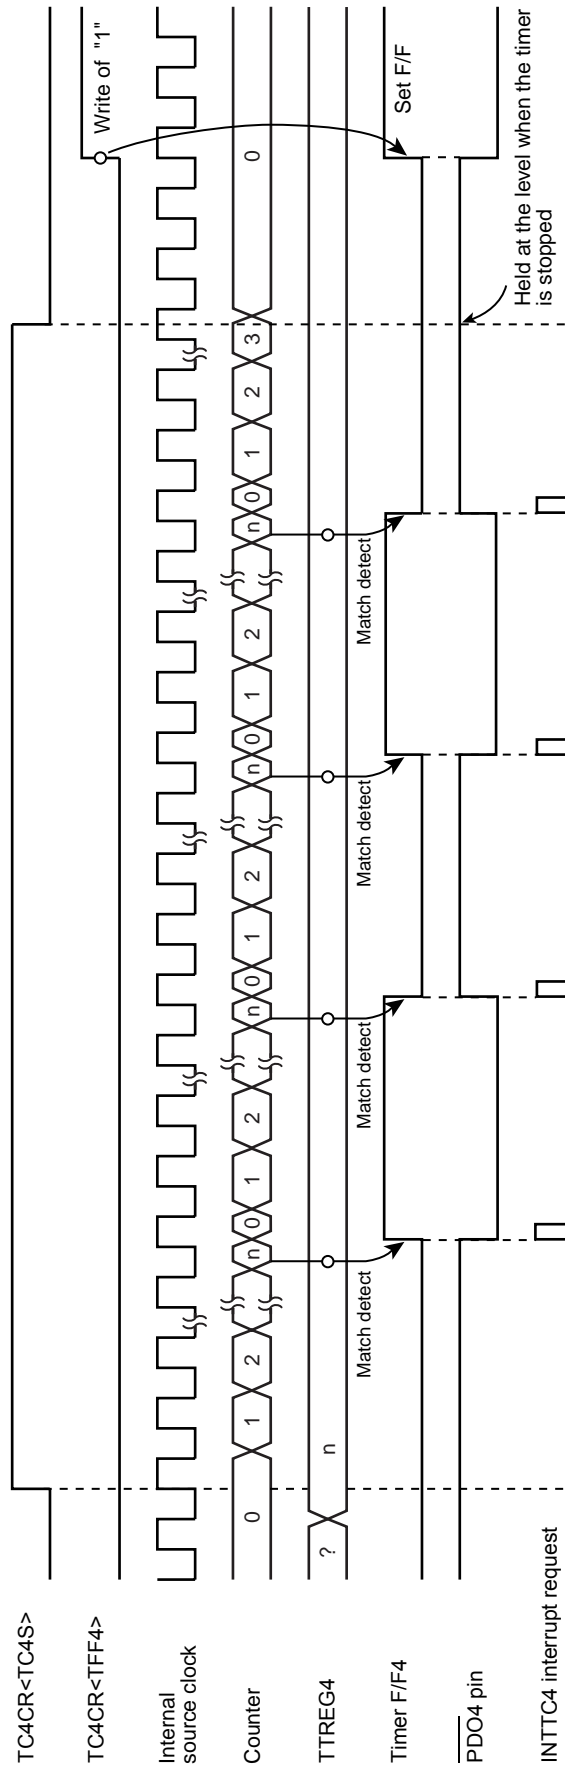 TC4CR<TC4S>
TC4CR<TFF4>
Write of "1"
Internal
source clock
Counter
0
1
2
n
0
1
2
n
0
1
2
n
0
1
2
n
0
1
2
3
0
TTREG4
?
n
Match detect
Match detect
Match detect
Match detect
Timer F/F4
Set F/F
PDO4 pin
Held at the level when the timer
is stopped
INTTC4 interrupt request